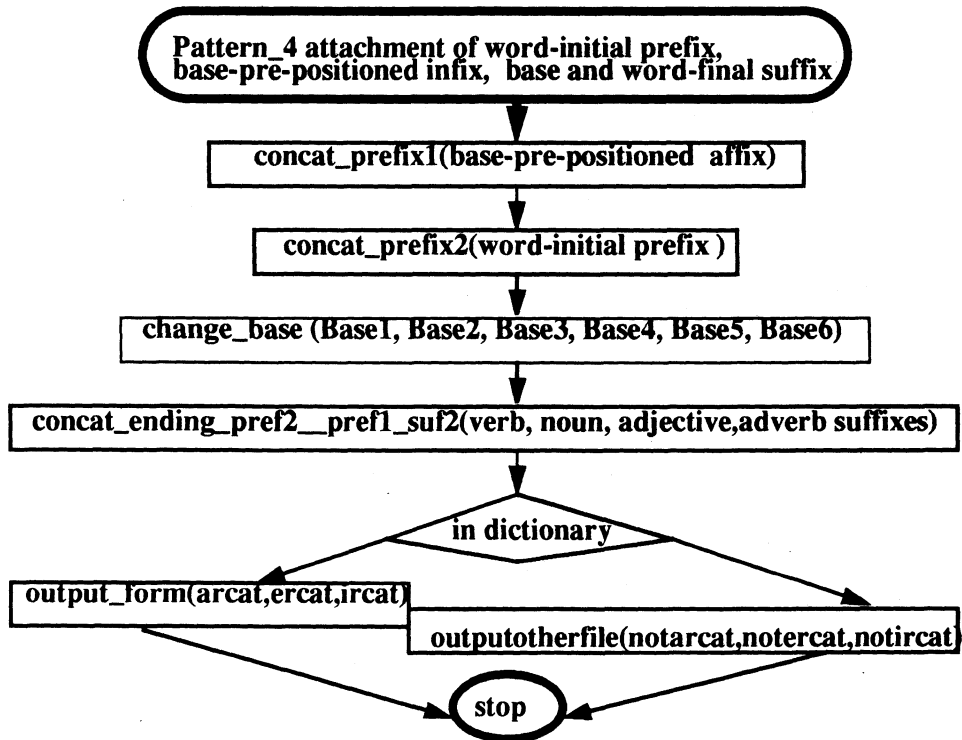 Pattern_4 attachment of word-initial prefix,
base-pre-positioned infix, base and word-final suffix
concat_prefix1(base-pre-positioned affix)
concat_prefix2(word-initial prefix )
change_base (Base1, Base2, Base3, Base4, Base5, Base6)
concat_ending_pref2__pref1_suf2(verb, noun, adjective,adverb suffixes)
in dictionary
output_form(arcat,ercat,ircat)
outputotherfile(notarcat,notercat,notircat)
stop